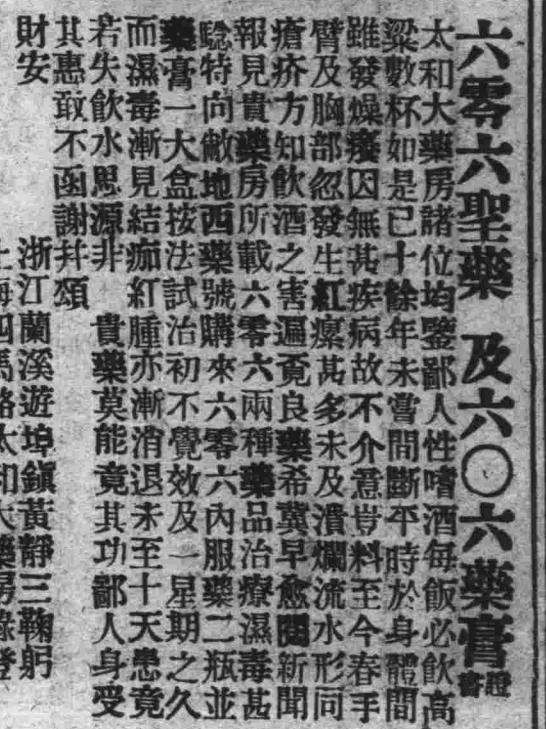 六零六聖藥 及六〇六藥膏 證書
太和大藥房諸位均鑒鄙人性嗜酒每飯必飲高
粱數杯如是已十餘年未嘗間斷平時於身體間
雖發燥癢因無甚疾病故不介意豈料至今春手
臂及胸部忽發生紅瘰甚多未及潰爛流水形同
瘡疥方知飲酒之害遍覓良藥希冀早愈閱新聞
報見貴藥房所載六零六兩種藥品治療濕毒甚
騐特向敝地西藥號購來六零六內服藥二瓶並
藥膏一大盒按法試治初不覺效及一星期之久
而濕毒漸見結痂紅腫亦漸消退未至十天患竟
若失飲水思源非 貴藥莫能竟其功鄙人身受
其惠敢不函謝幷頌
財安 浙江蘭溪遊埠鎮黃靜三鞠躬
上海四馬路太和大藥房錄登